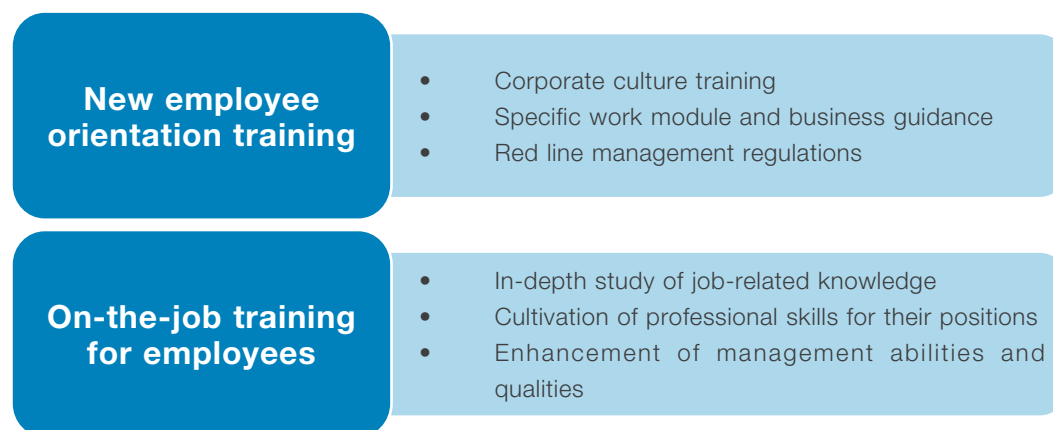 New employee
orientation training
• Corporate culture training
• Specific work module and business guidance
• Red line management regulations
On-the-job training
for employees
• In-depth study of job-related knowledge
• Cultivation of professional skills for their positions
• Enhancement of management abilities and
qualities